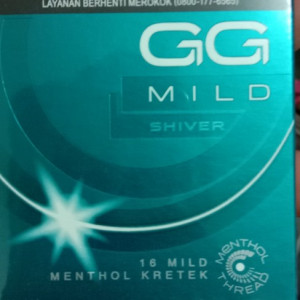 LAYANAN BERHENTI MEROKOK (0800-177-6565)
GG
MILD
SHIVER
16 MILD
MENTHOL KRETEK
MENTHOL
THREAD